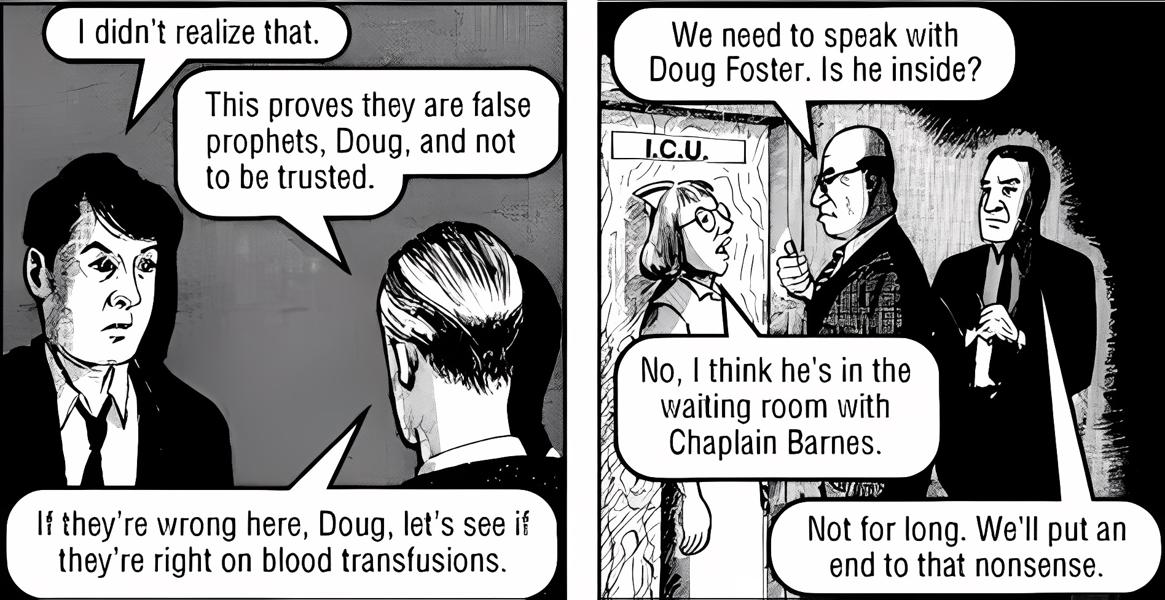 I didn't realize that.
This proves they are false
prophets, Doug, and not
to be trusted.
If they're wrong here, Doug, let's see if
they're right on blood transfusions.
We need to speak with
Doug Foster. Is he inside?
I.C.U.
No, I think he's in the
waiting room with
Chaplain Barnes.
Not for long. We'll put an
end to that nonsense.